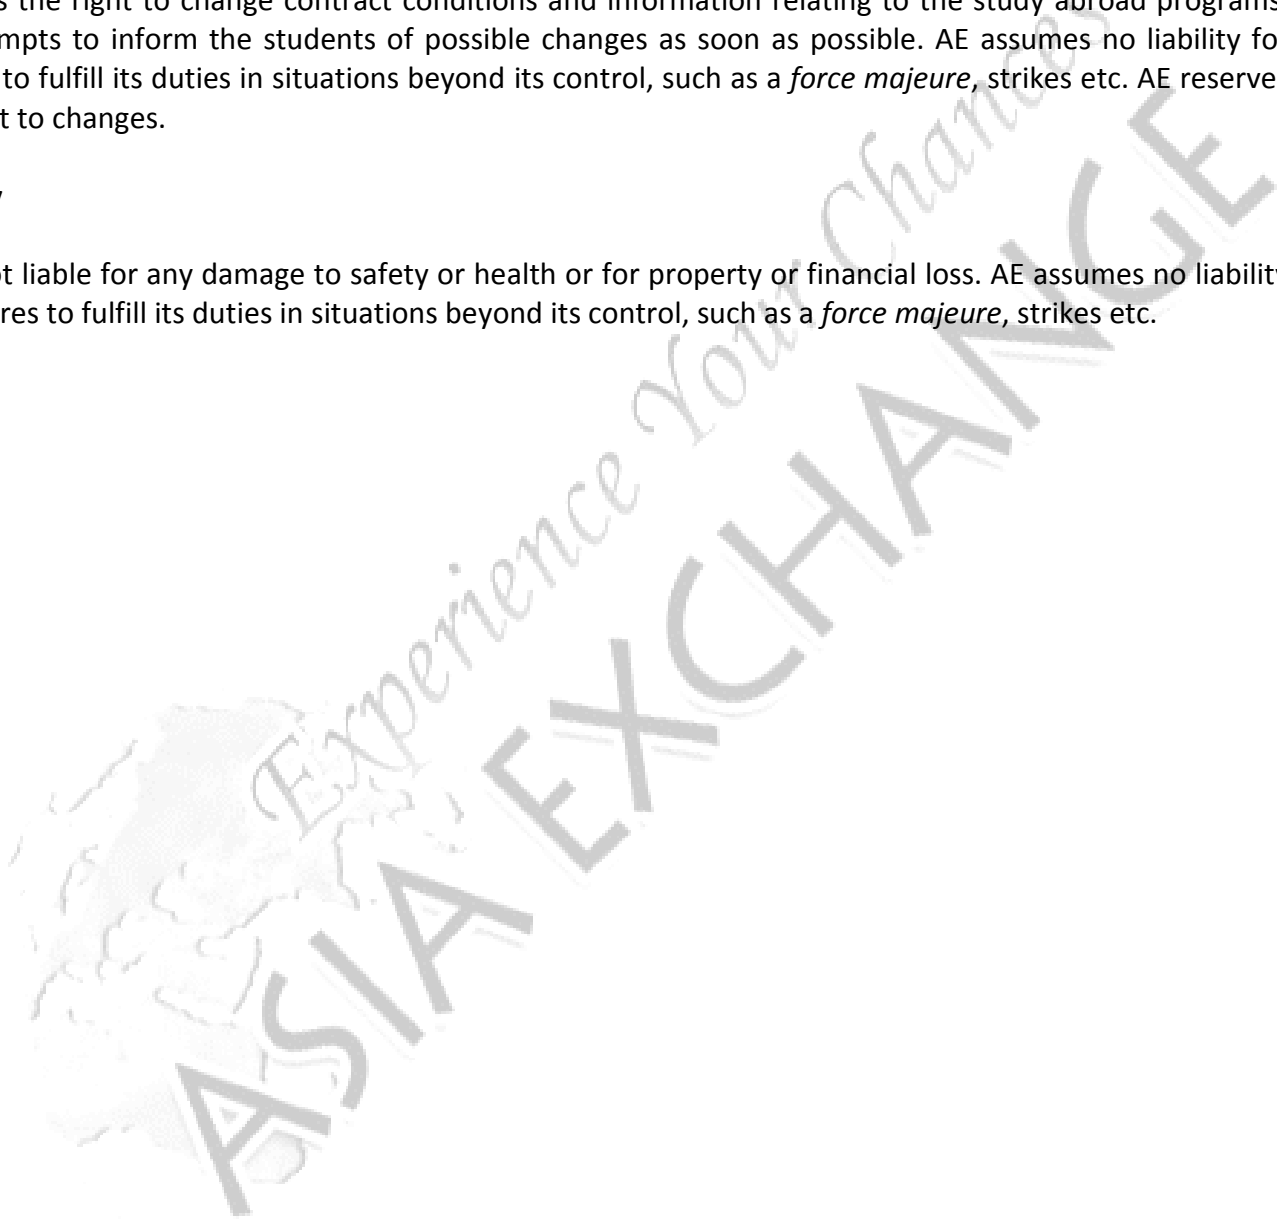 s the right to change contract conditions and information relating to the study abroad programs
mpts to inform the students of possible changes as soon as possible. AE assumes no liability fo
to fulfill its duties in situations beyond its control, such as a force majeure, strikes etc. AE reserve
t to changes.
y
t liable for any damage to safety or health or for property or financial loss. AE assumes no liability
res to fulfill its duties in situations beyond its control, such as a force majeure, strikes etc.
Experience Your Chances
ASIA EXCHANGE